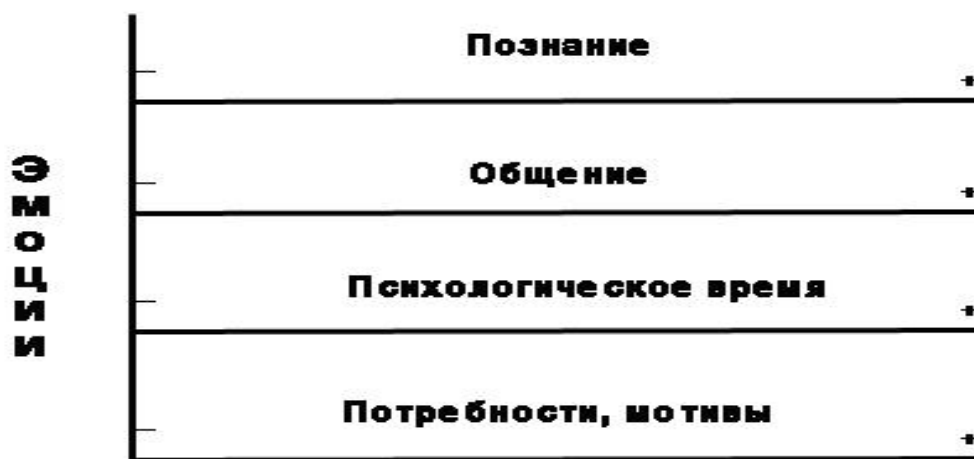 Эмоции
Познание
– +
Общение
– +
Психологическое время
– +
Потребности, мотивы
– +